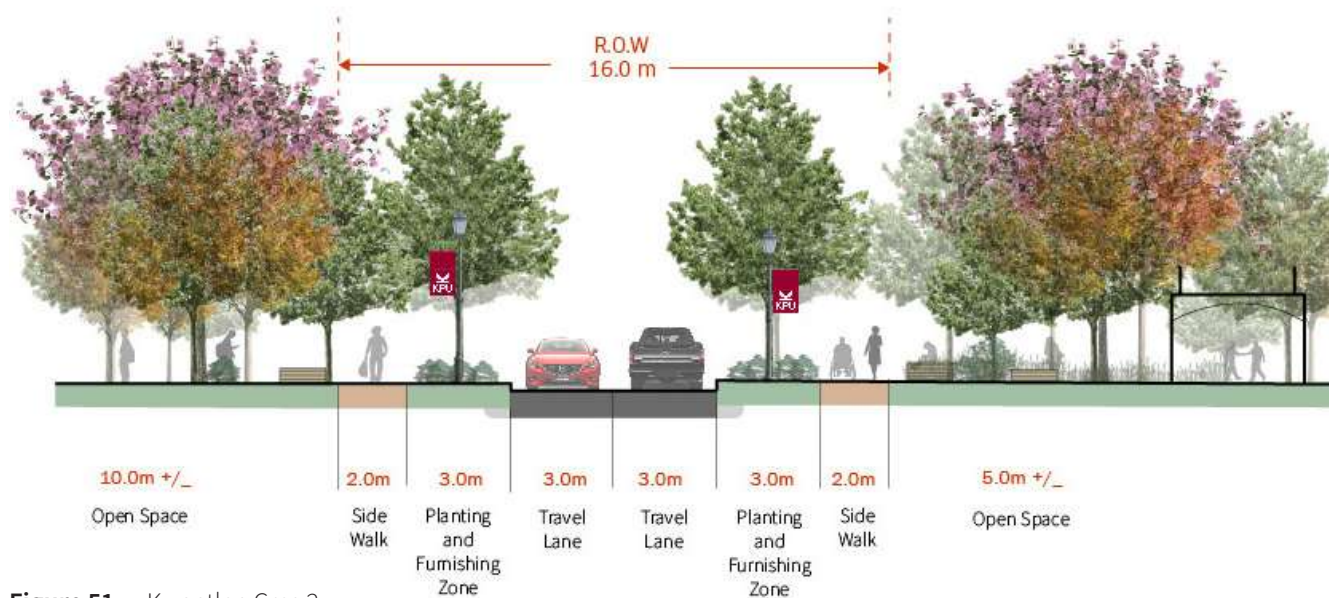 R.O.W
16.0 m
KPU
KPU
10.0m +/_
2.0m
3.0m
3.0m
3.0m
3.0m
2.0m
5.0m +/_
Open Space
Side
Walk
Planting
and
Furnishing
Zone
Travel
Lane
Travel
Lane
Planting
and
Furnishing
Zone
Side
Walk
Open Space
Figure 51